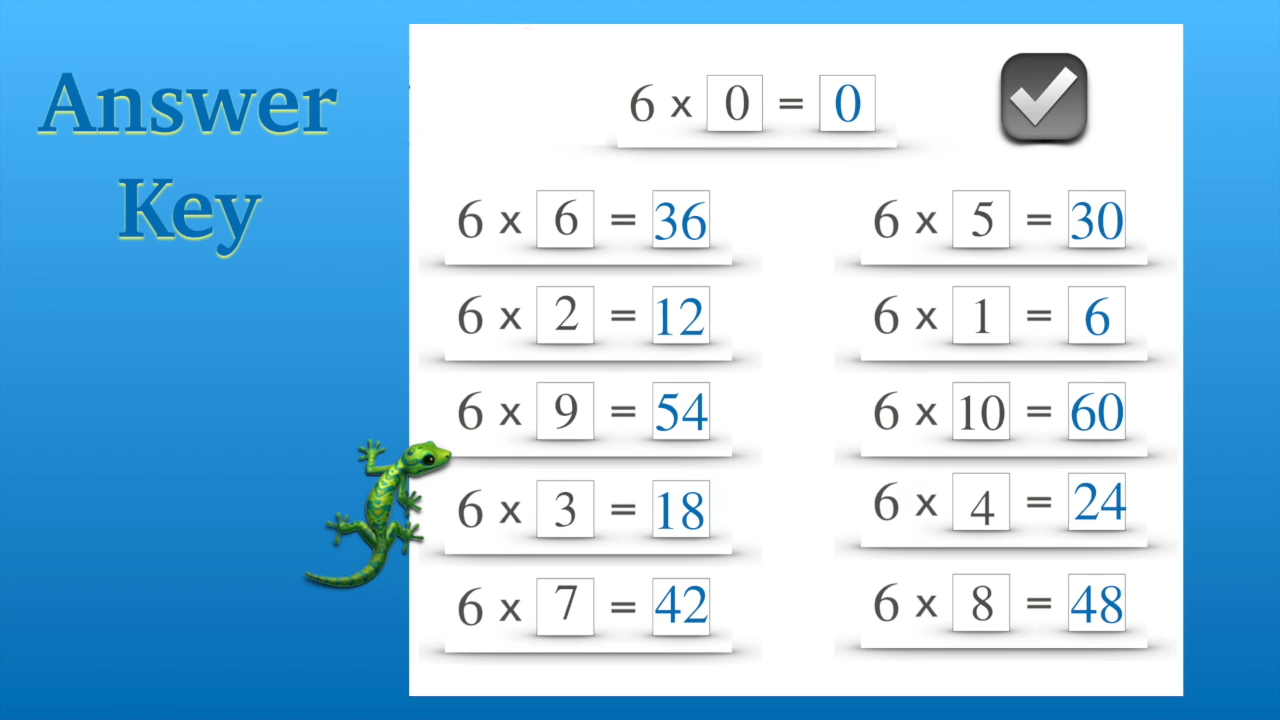 Answer
Key
6 x 0 = 0
6 x 6 = 36
6 x 5 = 30
6 x 2 = 12
6 x 1 = 6
6 x 9 = 54
6 x 10 = 60
6 x 3 = 18
6 x 4 = 24
6 x 7 = 42
6 x 8 = 48